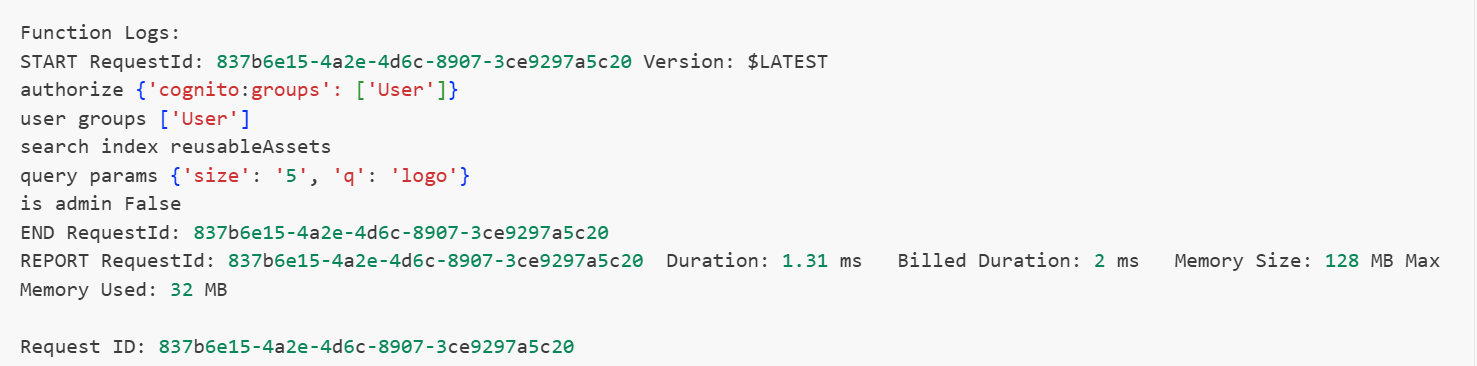 Function Logs:
START RequestId: 837b6e15-4a2e-4d6c-8907-3ce9297a5c20 Version: $LATEST
authorize {'cognito:groups': ['User']}
user groups ['User']
search index reusableAssets
query params {'size': '5', 'q': 'logo'}
is admin False
END RequestId: 837b6e15-4a2e-4d6c-8907-3ce9297a5c20
REPORT RequestId: 837b6e15-4a2e-4d6c-8907-3ce9297a5c20  Duration: 1.31 ms   Billed Duration: 2 ms   Memory Size: 128 MB Max
Memory Used: 32 MB
Request ID: 837b6e15-4a2e-4d6c-8907-3ce9297a5c20